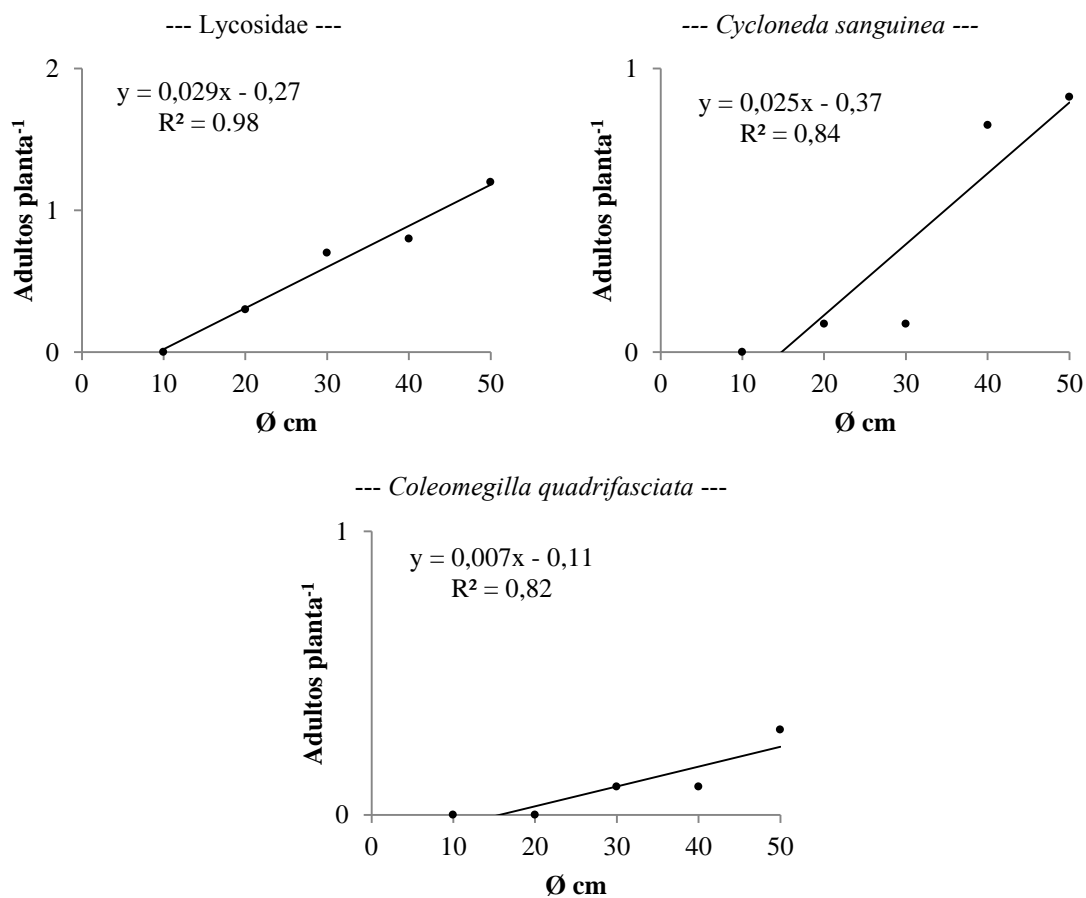 --- Lycosidae ---
y = 0,029x - 0,27
R² = 0.98
Adultos planta⁻¹
2
1
0
0 10 20 30 40 50
Ø cm
--- Cycloneda sanguinea ---
y = 0,025x - 0,37
R² = 0,84
Adultos planta⁻¹
1
0
0 10 20 30 40 50
Ø cm
--- Coleomegilla quadrifasciata ---
y = 0,007x - 0,11
R² = 0,82
Adultos planta⁻¹
1
0
0 10 20 30 40 50
Ø cm